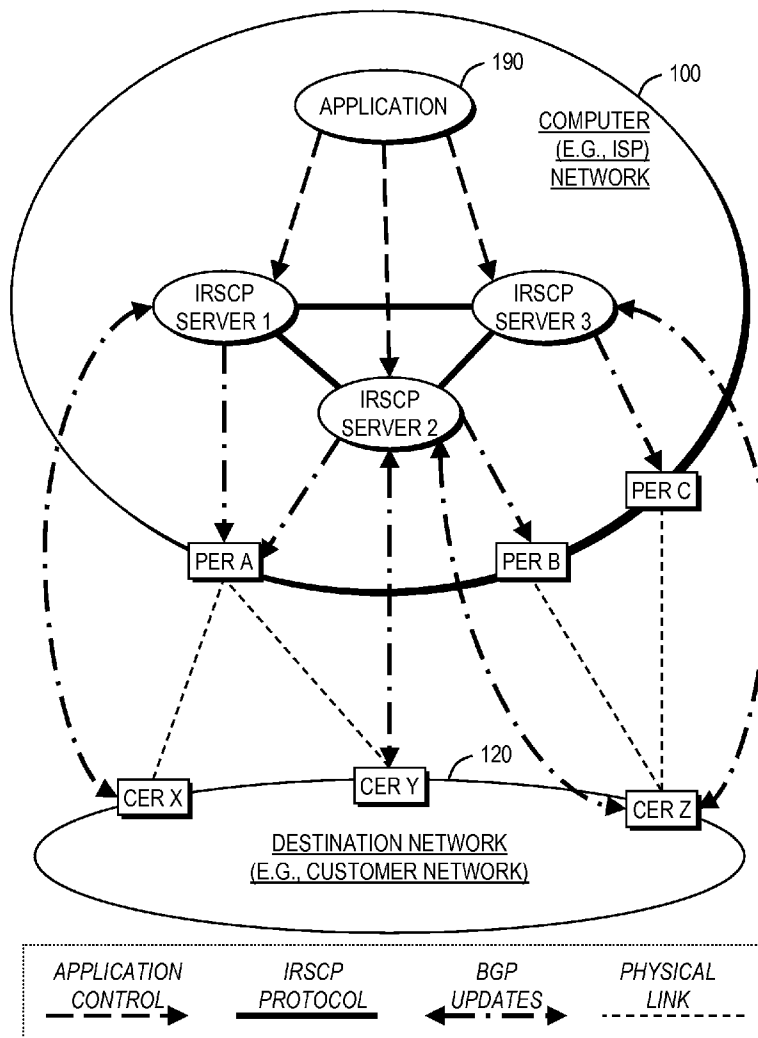 190
100
APPLICATION
COMPUTER
(E.G., ISP)
NETWORK
IRSCP
SERVER 1
IRSCP
SERVER 3
IRSCP
SERVER 2
PER C
PER A
PER B
120
CER X
CER Y
CER Z
DESTINATION NETWORK
(E.G., CUSTOMER NETWORK)
APPLICATION
CONTROL
IRSCP
PROTOCOL
BGP
UPDATES
PHYSICAL
LINK